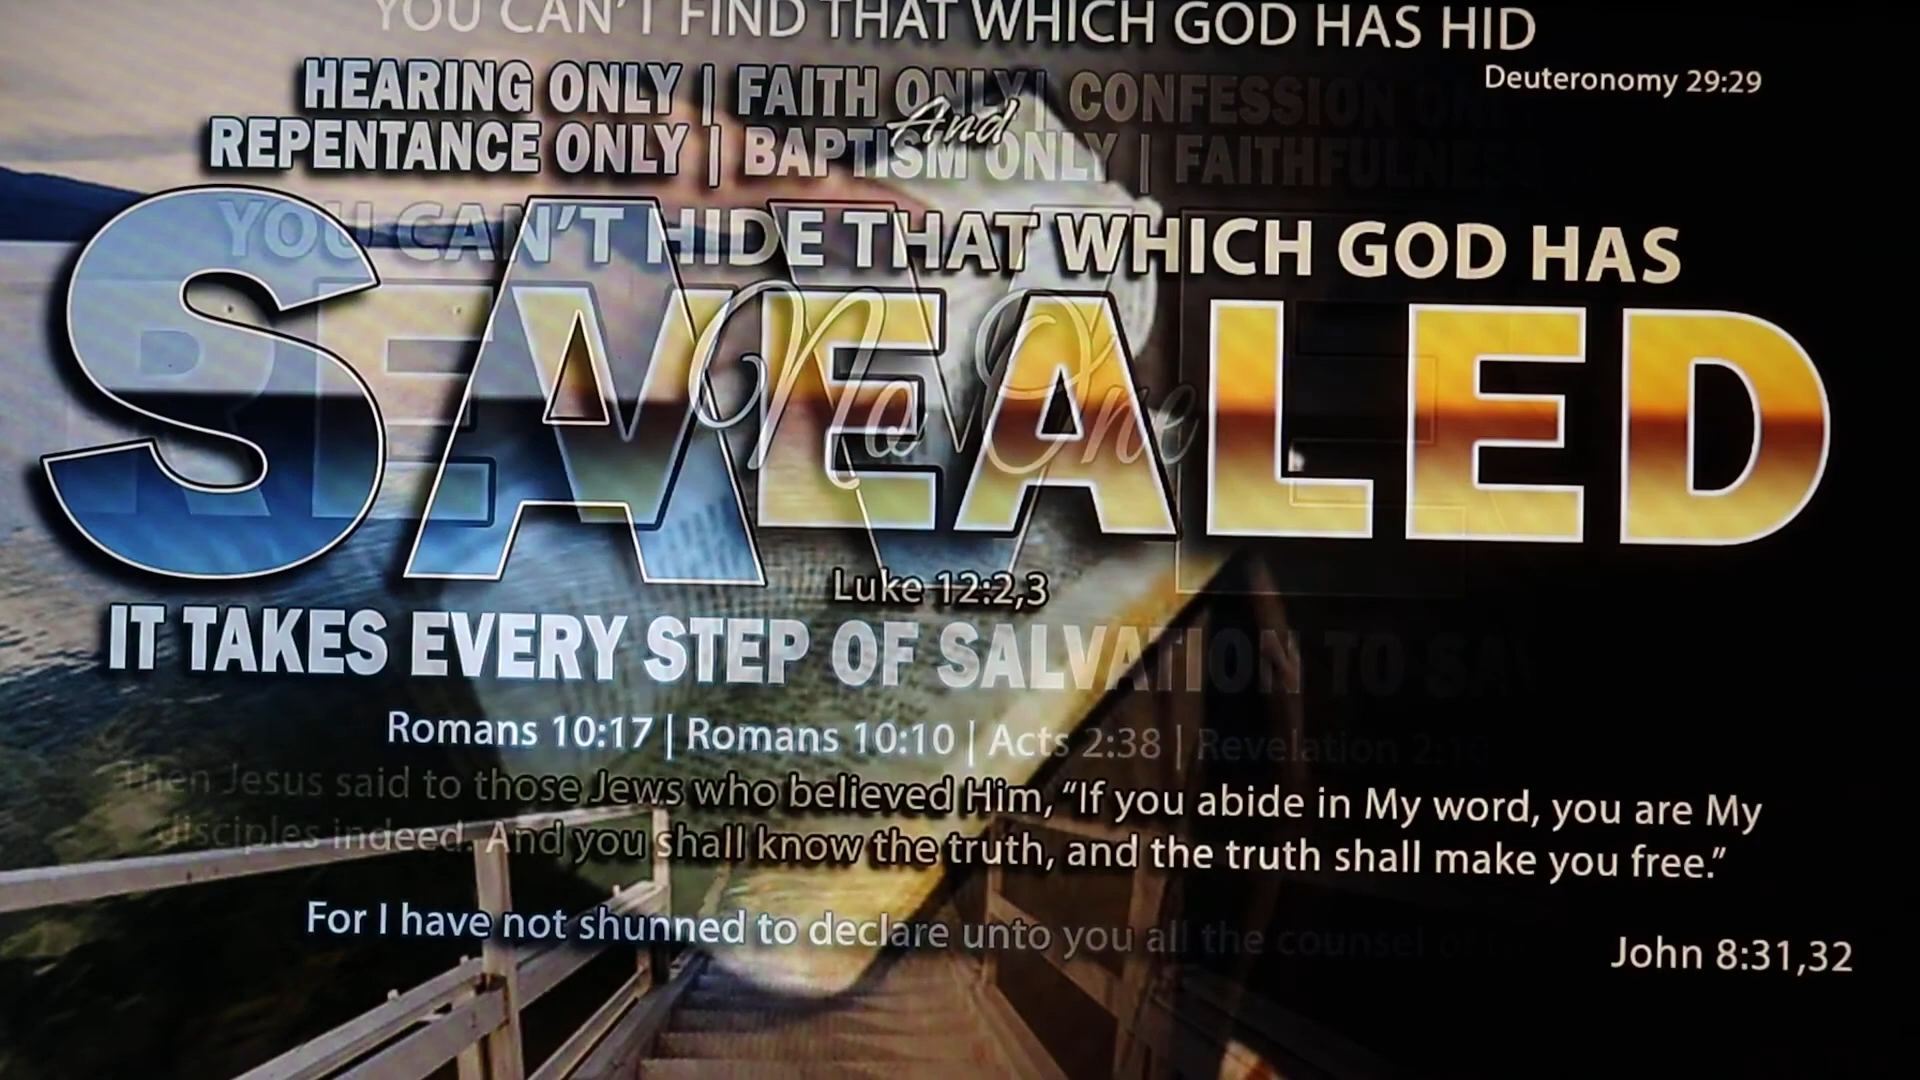 YOU CAN'T FIND THAT WHICH GOD HAS HID
Deuteronomy 29:29
HEARING ONLY | FAITH ONLY | CONFESSION
And
REPENTANCE ONLY | BAPTISM ONLY | FAITHFULNESS
YOU CAN'T HIDE THAT WHICH GOD HAS
REVEALED
No One
SA
Luke 12:2,3
IT TAKES EVERY STEP OF SALVATION TO
Romans 10:17 | Romans 10:10 | Acts 2:38 | Revelation
Then Jesus said to those Jews who believed Him, “If you abide in My word, you are My
disciples indeed. And you shall know the truth, and the truth shall make you free.”
For I have not shunned to declare unto you all the counsel
John 8:31,32